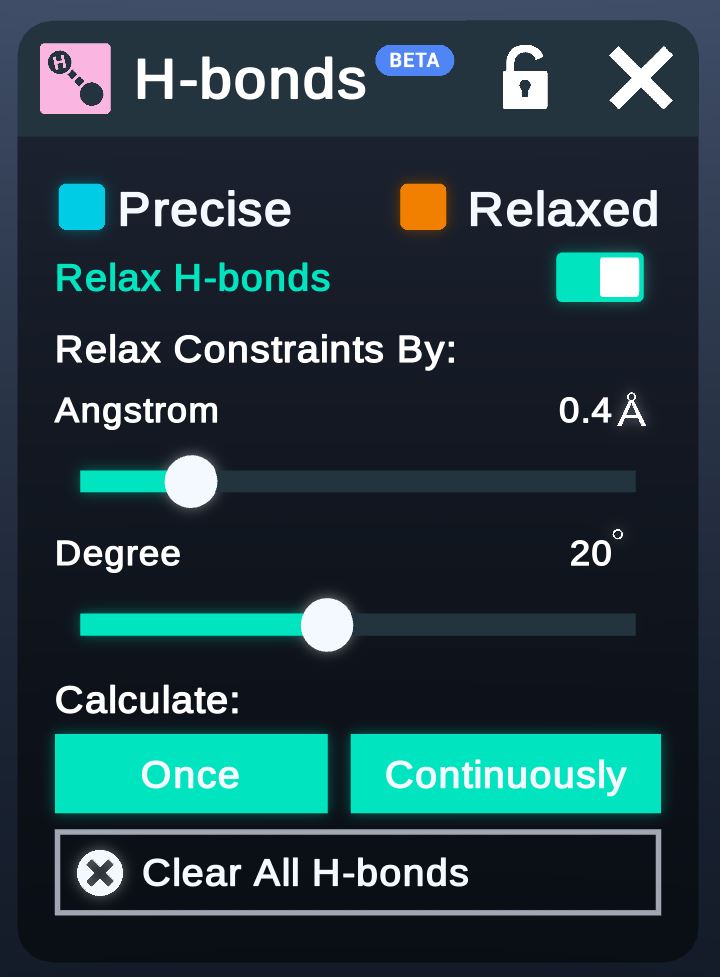 H
H-bonds BETA
Precise Relaxed
Relax H-bonds
Relax Constraints By:
Angstrom 0.4 Å
Degree 20°
Calculate:
Once Continuously
Clear All H-bonds